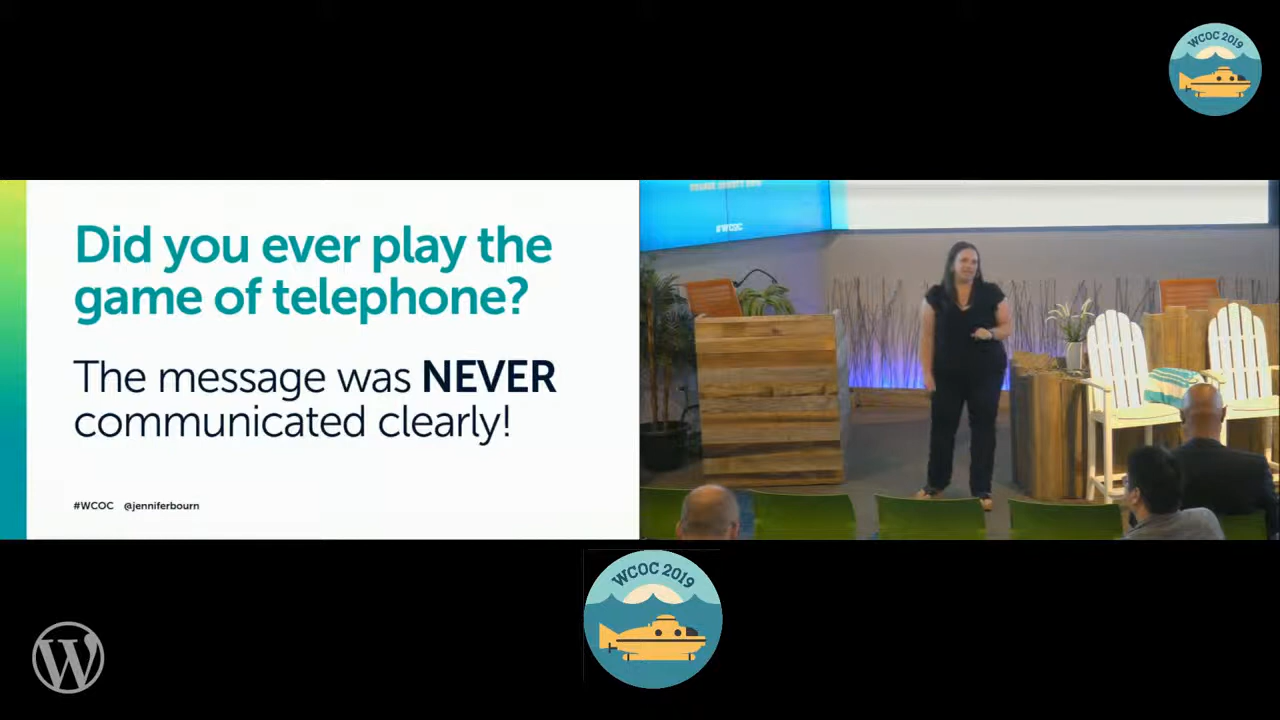 WCOC 2019
Did you ever play the
game of telephone?
The message was NEVER
communicated clearly!
#WCOC @jenniferbourn
#WCOC
WCOC 2019
W